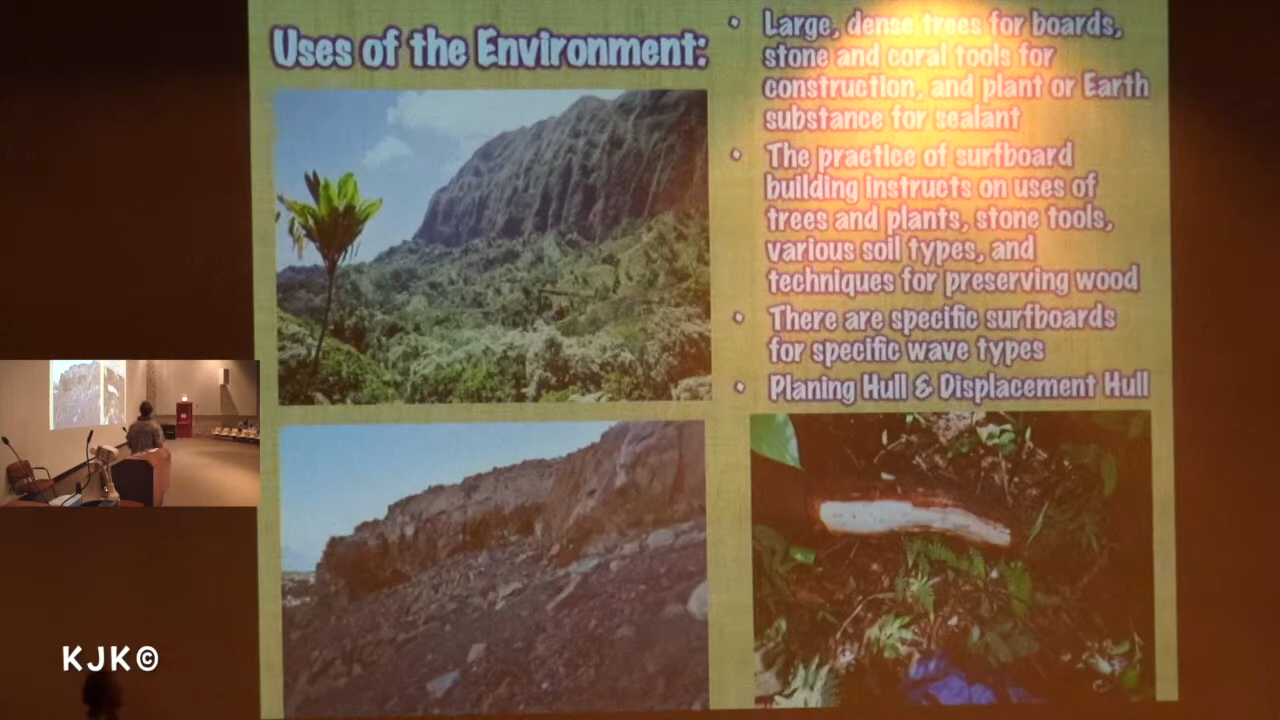 Uses of the Environment:
• Large, dense trees for boards,
stone and coral tools for
construction, and plant or Earth
substance for sealant
• The practice of surfboard
building instructs on uses of
trees and plants, stone tools,
various soil types, and
techniques for preserving wood
• There are specific surfboards
for specific wave types
• Planing Hull & Displacement Hull
KJK©